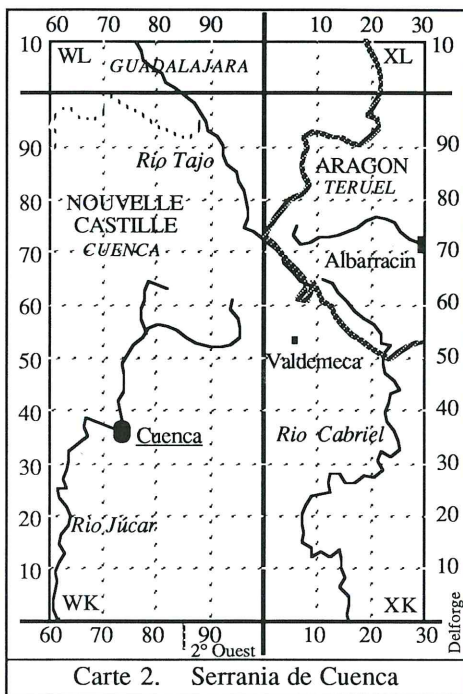 60 70 80 90 10 20 30
10 WL XL 10
GUADALAJARA
90 90
Rio Tajo ARAGON
TERUEL
80 80
NOUVELLE
CASTILLE
CUENCA
70 Albarracin 70
60 60
50 50
Valdemeca
40 40
Cuenca Rio Cabriel
30 30
20 Rio Júcar 20
10 10
WK XK
60 70 80 90 10 20 30
2° Ouest
Delforge
Carte 2. Serrania de Cuenca